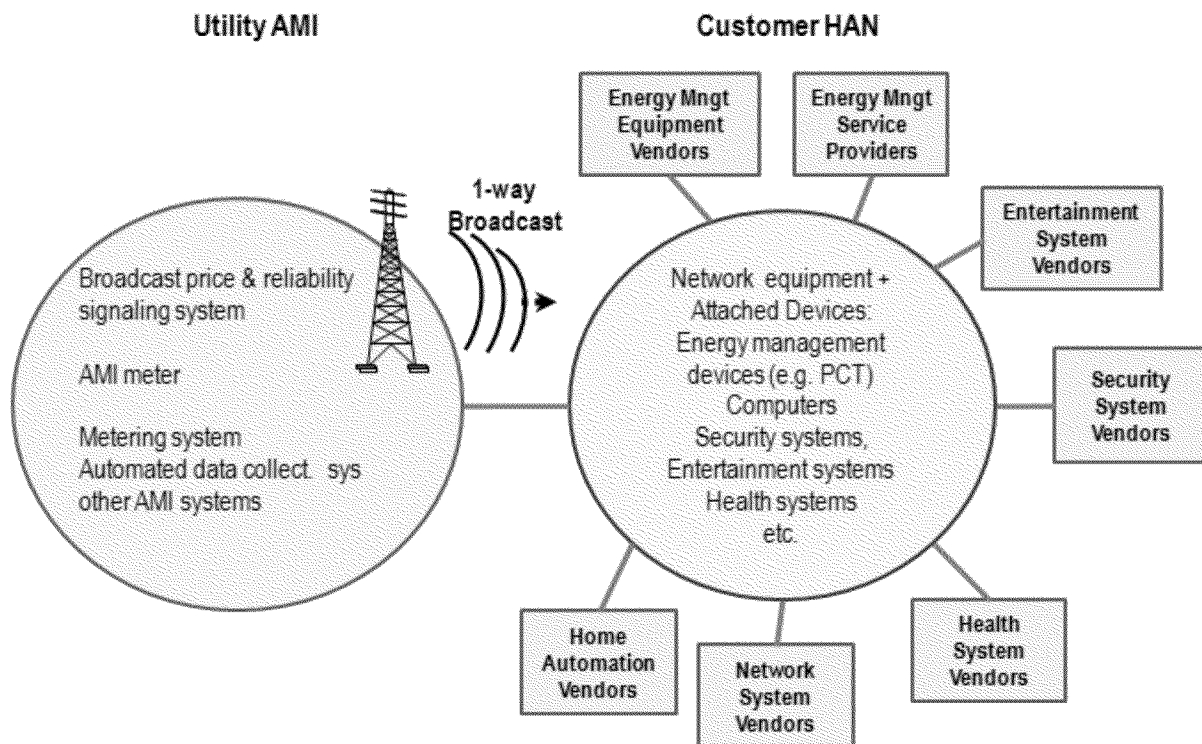 Utility AMI
Customer HAN
Energy Mngt
Equipment
Vendors
Energy Mngt
Service
Providers
1-way
Broadcast
Entertainment
System
Vendors
Broadcast price & reliability
signaling system
AMI meter
Metering system
Automated data collect. sys
other AMI systems
Network equipment +
Attached Devices:
Energy management
devices (e.g. PCT)
Computers
Security systems,
Entertainment systems
Health systems
etc.
Security
System
Vendors
Home
Automation
Vendors
Network
System
Vendors
Health
System
Vendors